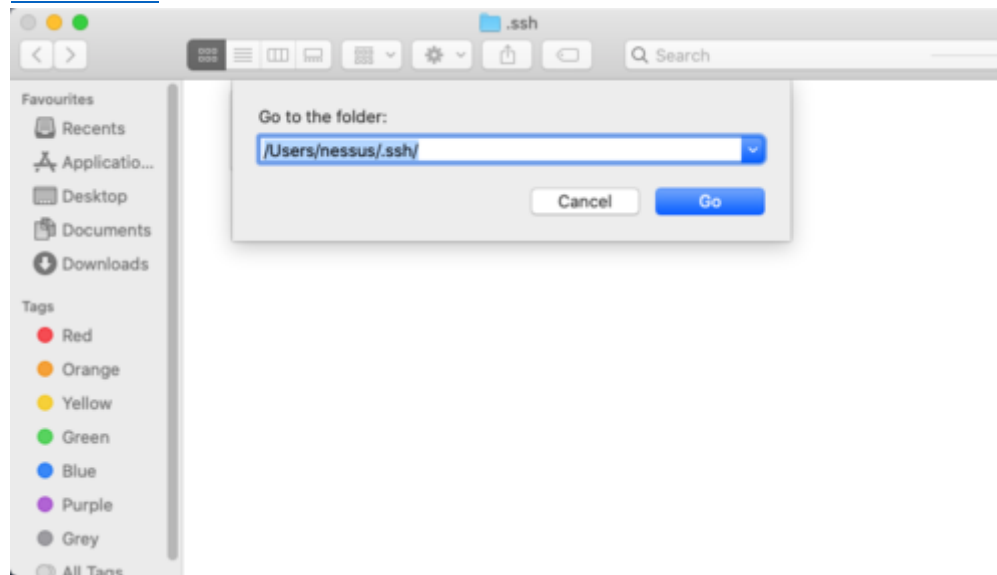 .ssh
Search
Favourites
Recents
Applicatio...
Desktop
Documents
Downloads
Tags
Red
Orange
Yellow
Green
Blue
Purple
Grey
All Tags
Go to the folder:
/Users/nessus/.ssh/
Cancel
Go